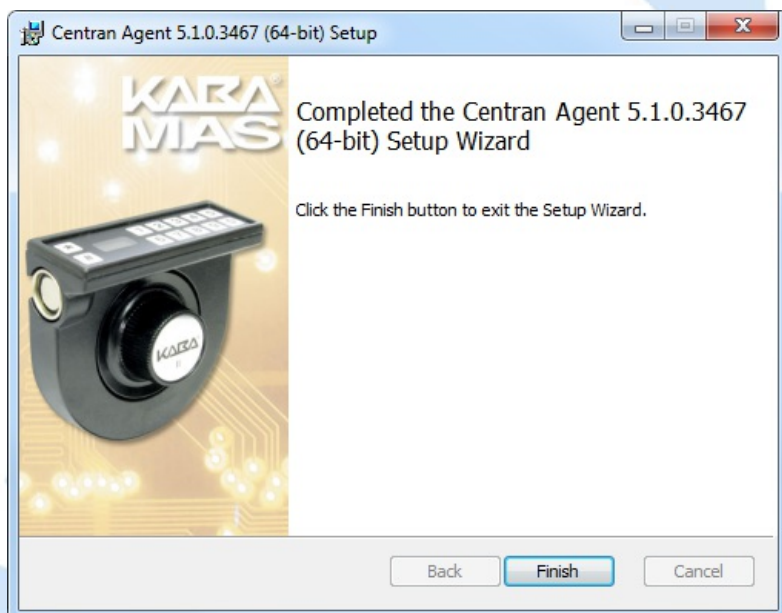 Centran Agent 5.1.0.3467 (64-bit) Setup
KABA®
MAS
Completed the Centran Agent 5.1.0.3467
(64-bit) Setup Wizard
Click the Finish button to exit the Setup Wizard.
KABA
Back
Finish
Cancel